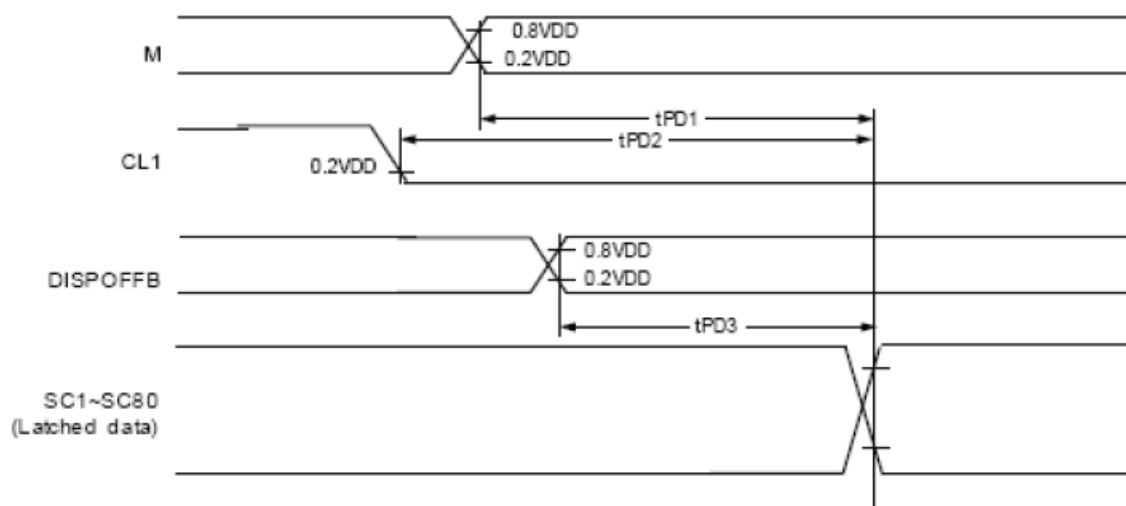 M
0.8VDD
0.2VDD
tPD1
tPD2
CL1
0.2VDD
DISPOFFB
0.8VDD
0.2VDD
tPD3
SC1~SC80
(Latched data)